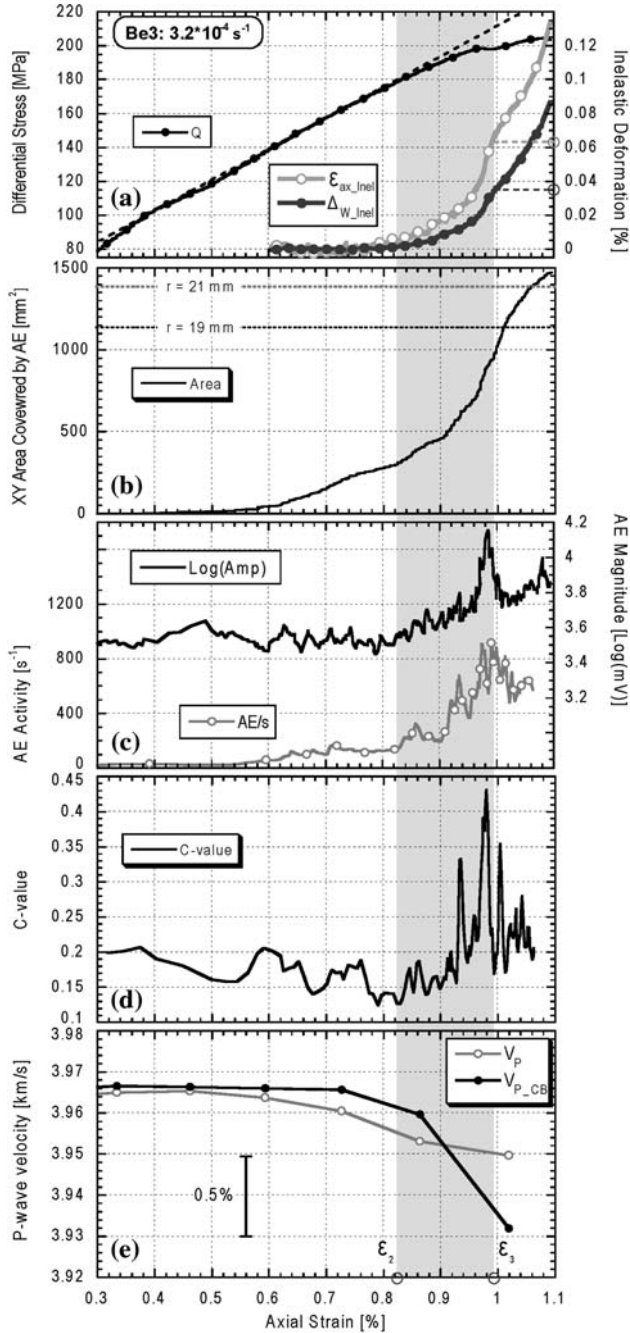 Be3: 3.2*10⁻⁴ s⁻¹
Differential Stress [MPa]
220
200
180
160
140
120
100
80
Q
ε ax_Inel
Δ W_Inel
(a)
0.12
0.1
0.08
0.06
0.04
0.02
0
Inelastic Deformation [%]
XY Area Covewred by AE [mm²]
1500
1000
500
0
r = 21 mm
r = 19 mm
Area
(b)
AE Activity [s⁻¹]
1200
800
400
0
Log(Amp)
AE/s
(c)
4.2
4
3.8
3.6
3.4
3.2
AE Magnitude [Log(mV)]
C-value
0.45
0.4
0.35
0.3
0.25
0.2
0.15
0.1
C-value
(d)
P-wave velocity [km/s]
3.98
3.97
3.96
3.95
3.94
3.93
3.92
V P
V P_CB
0.5%
(e)
ε₂
ε₃
0.3 0.4 0.5 0.6 0.7 0.8 0.9 1 1.1
Axial Strain [%]